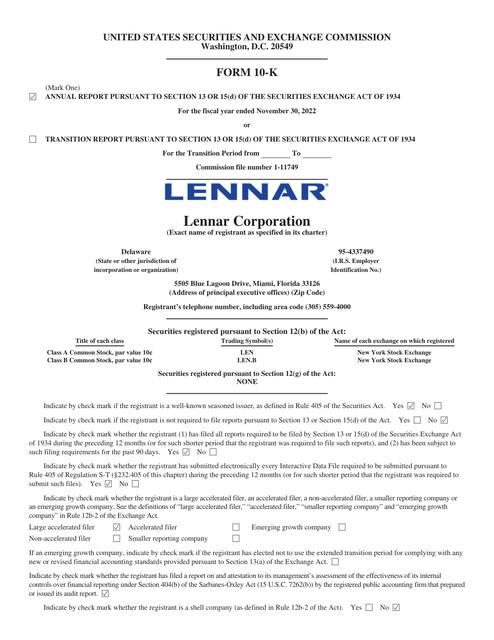 UNITED STATES SECURITIES AND EXCHANGE COMMISSION
Washington, D.C. 20549
FORM 10-K
(Mark One)
☑ ANNUAL REPORT PURSUANT TO SECTION 13 OR 15(d) OF THE SECURITIES EXCHANGE ACT OF 1934
For the fiscal year ended November 30, 2022
or
☐ TRANSITION REPORT PURSUANT TO SECTION 13 OR 15(d) OF THE SECURITIES EXCHANGE ACT OF 1934
For the Transition Period from ______ To ______
Commission file number 1-11749
LENNAR®
Lennar Corporation
(Exact name of registrant as specified in its charter)
Delaware 95-4337490
(State or other jurisdiction of (I.R.S. Employer
incorporation or organization) Identification No.)
5505 Blue Lagoon Drive, Miami, Florida 33126
(Address of principal executive offices) (Zip Code)
Registrant's telephone number, including area code (305) 559-4000
Securities registered pursuant to Section 12(b) of the Act:
Title of each class Trading Symbol(s) Name of each exchange on which registered
Class A Common Stock, par value 10¢ LEN New York Stock Exchange
Class B Common Stock, par value 10¢ LEN.B New York Stock Exchange
Securities registered pursuant to Section 12(g) of the Act:
NONE
Indicate by check mark if the registrant is a well-known seasoned issuer, as defined in Rule 405 of the Securities Act. Yes ☑ No ☐
Indicate by check mark if the registrant is not required to file reports pursuant to Section 13 or Section 15(d) of the Act. Yes ☐ No ☑
Indicate by check mark whether the registrant (1) has filed all reports required to be filed by Section 13 or 15(d) of the Securities Exchange Act
of 1934 during the preceding 12 months (or for such shorter period that the registrant was required to file such reports), and (2) has been subject to
such filing requirements for the past 90 days. Yes ☑ No ☐
Indicate by check mark whether the registrant has submitted electronically every Interactive Data File required to be submitted pursuant to
Rule 405 of Regulation S-T (§232.405 of this chapter) during the preceding 12 months (or for such shorter period that the registrant was required to
submit such files). Yes ☑ No ☐
Indicate by check mark whether the registrant is a large accelerated filer, an accelerated filer, a non-accelerated filer, a smaller reporting company or
an emerging growth company. See the definitions of "large accelerated filer," "accelerated filer," "smaller reporting company" and "emerging growth
company" in Rule 12b-2 of the Exchange Act.
Large accelerated filer ☑ Accelerated filer ☐ Emerging growth company ☐
Non-accelerated filer ☐ Smaller reporting company ☐
If an emerging growth company, indicate by check mark if the registrant has elected not to use the extended transition period for complying with any
new or revised financial accounting standards provided pursuant to Section 13(a) of the Exchange Act. ☐
Indicate by check mark whether the registrant has filed a report on and attestation to its management's assessment of the effectiveness of its internal
controls over financial reporting under Section 404(b) of the Sarbanes-Oxley Act (15 U.S.C. 7262(b)) by the registered public accounting firm that prepared
or issued its audit report. ☑
Indicate by check mark whether the registrant is a shell company (as defined in Rule 12b-2 of the Act). Yes ☐ No ☑